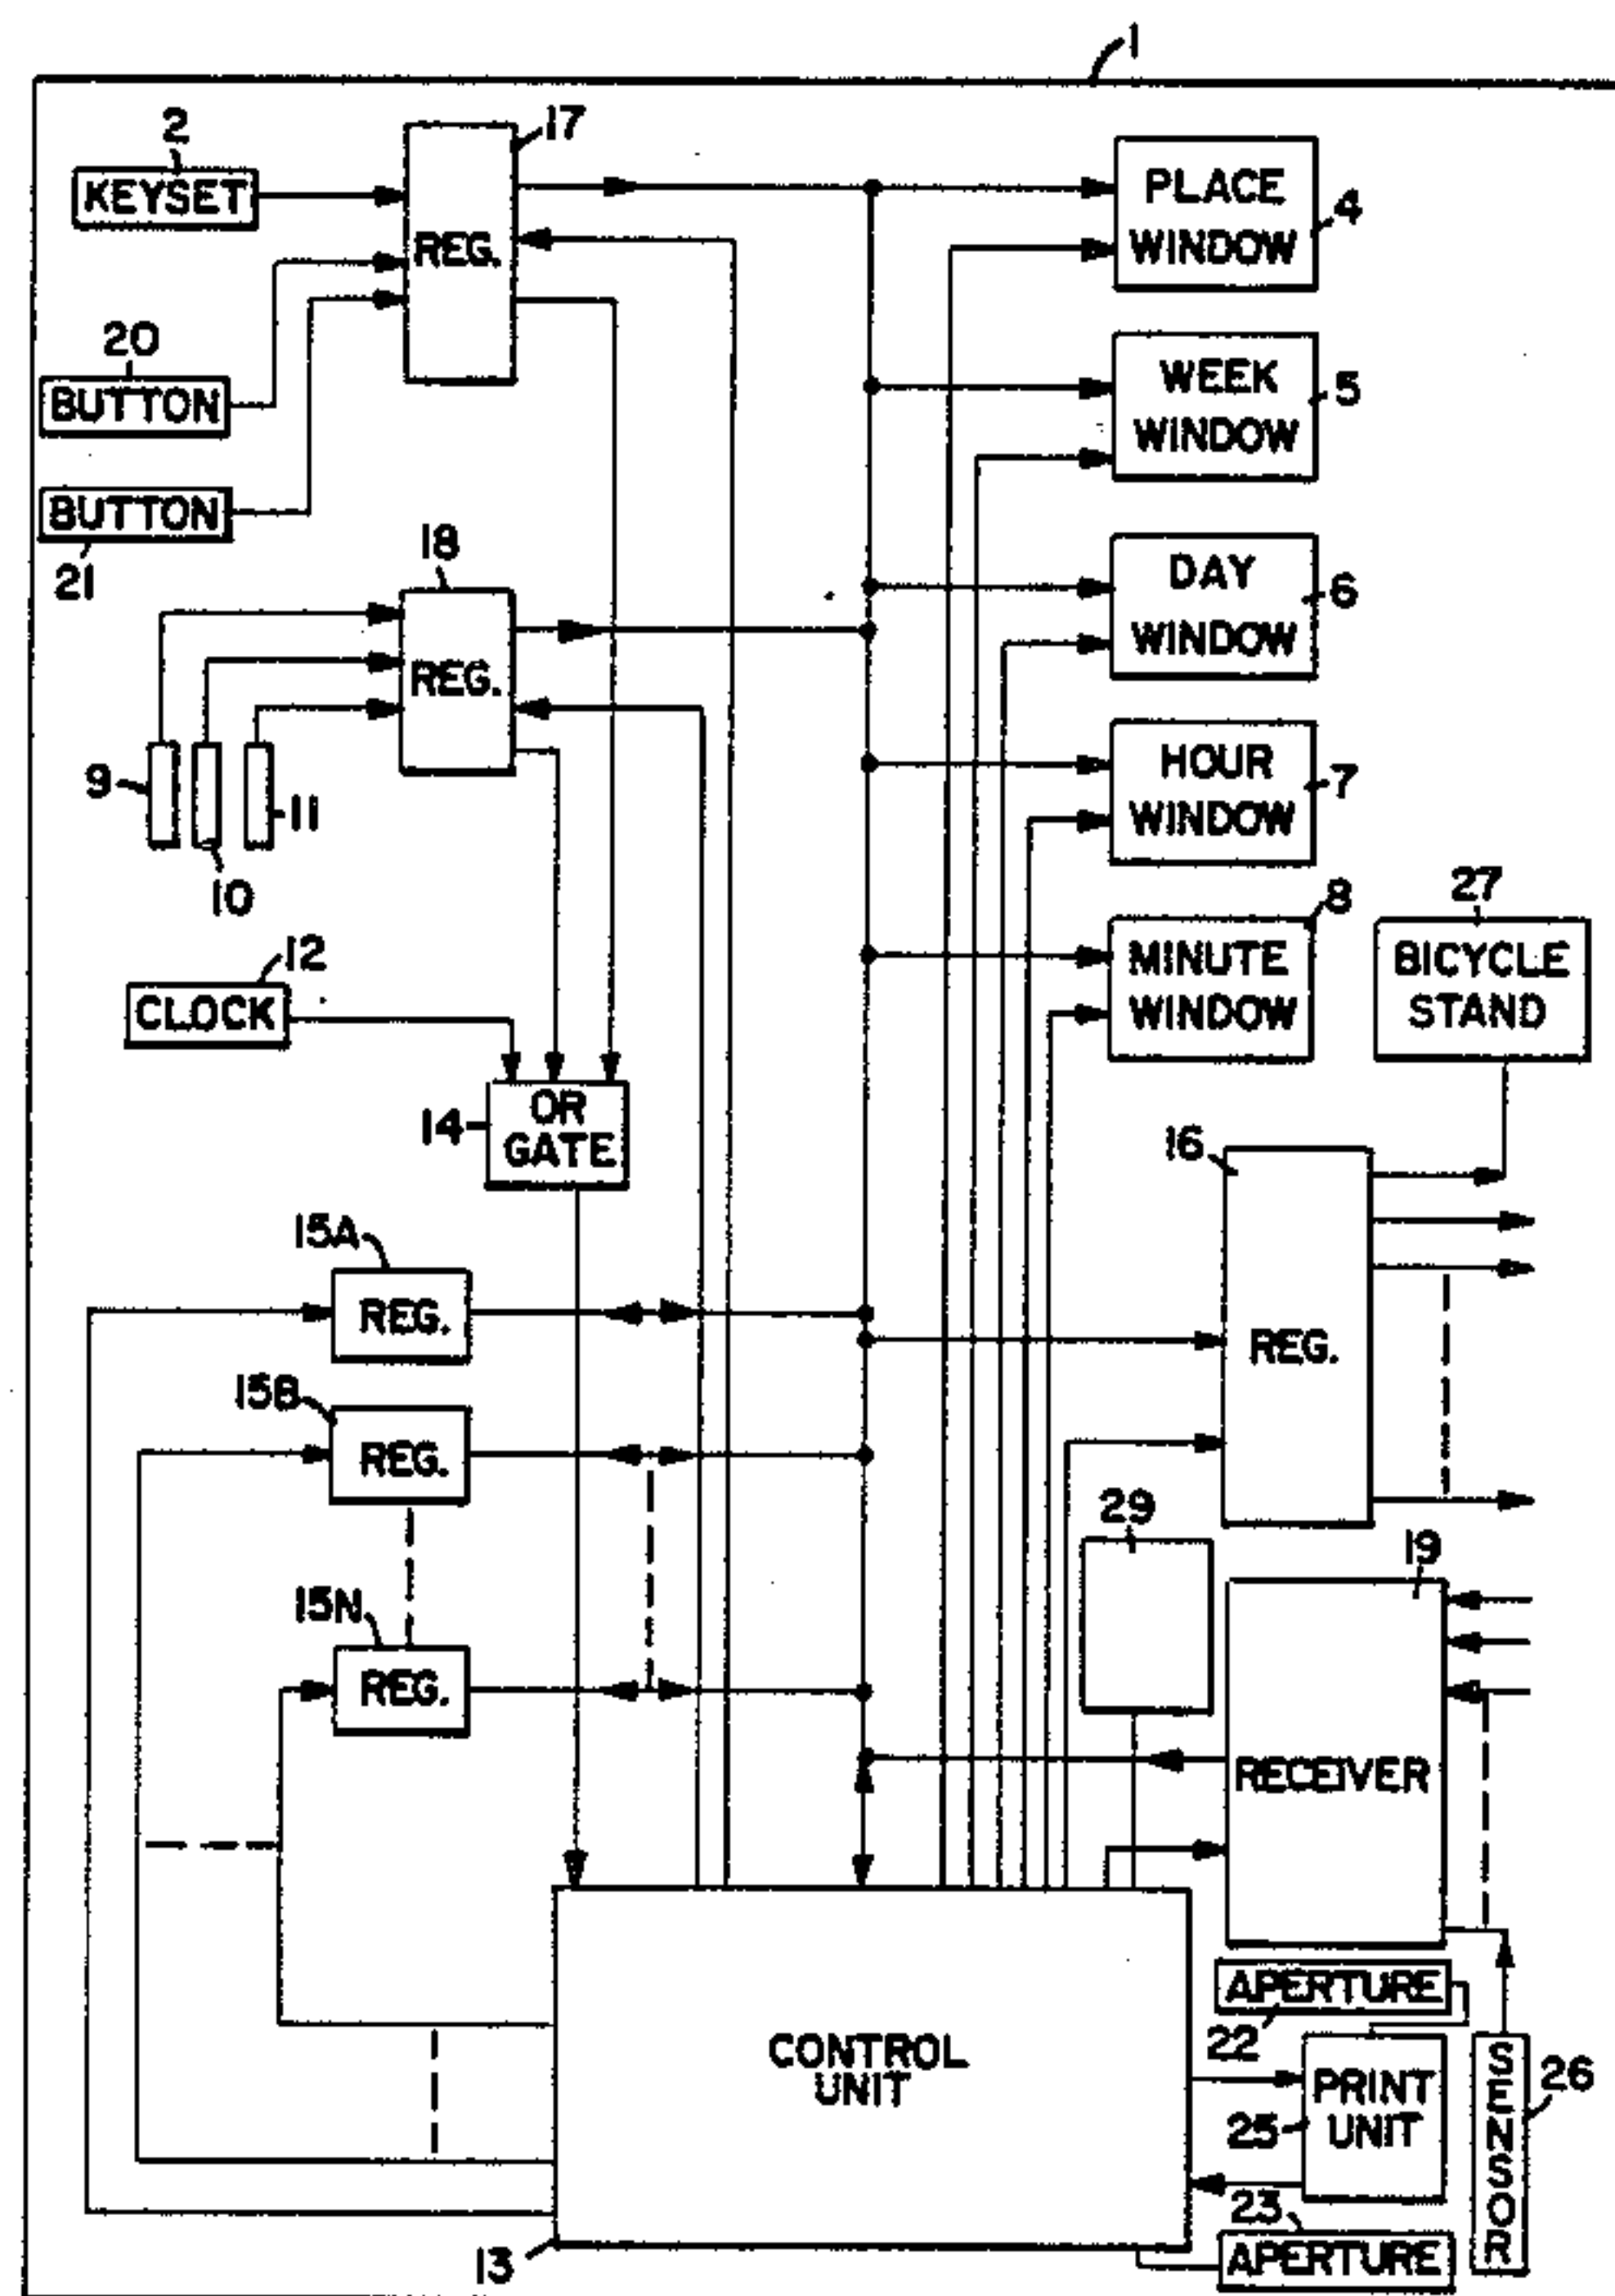 1
2
KEYSET
17
REG.
PLACE
WINDOW
4
20
BUTTON
WEEK
WINDOW
5
BUTTON
21
18
REG.
DAY
WINDOW
6
9
10
11
HOUR
WINDOW
7
12
CLOCK
8
MINUTE
WINDOW
27
BICYCLE
STAND
14
OR
GATE
16
REG.
15A
REG.
15B
REG.
29
15N
REG.
19
RECEIVER
APERTURE
22
CONTROL
UNIT
13
PRINT
UNIT
25
SENSOR
26
23
APERTURE